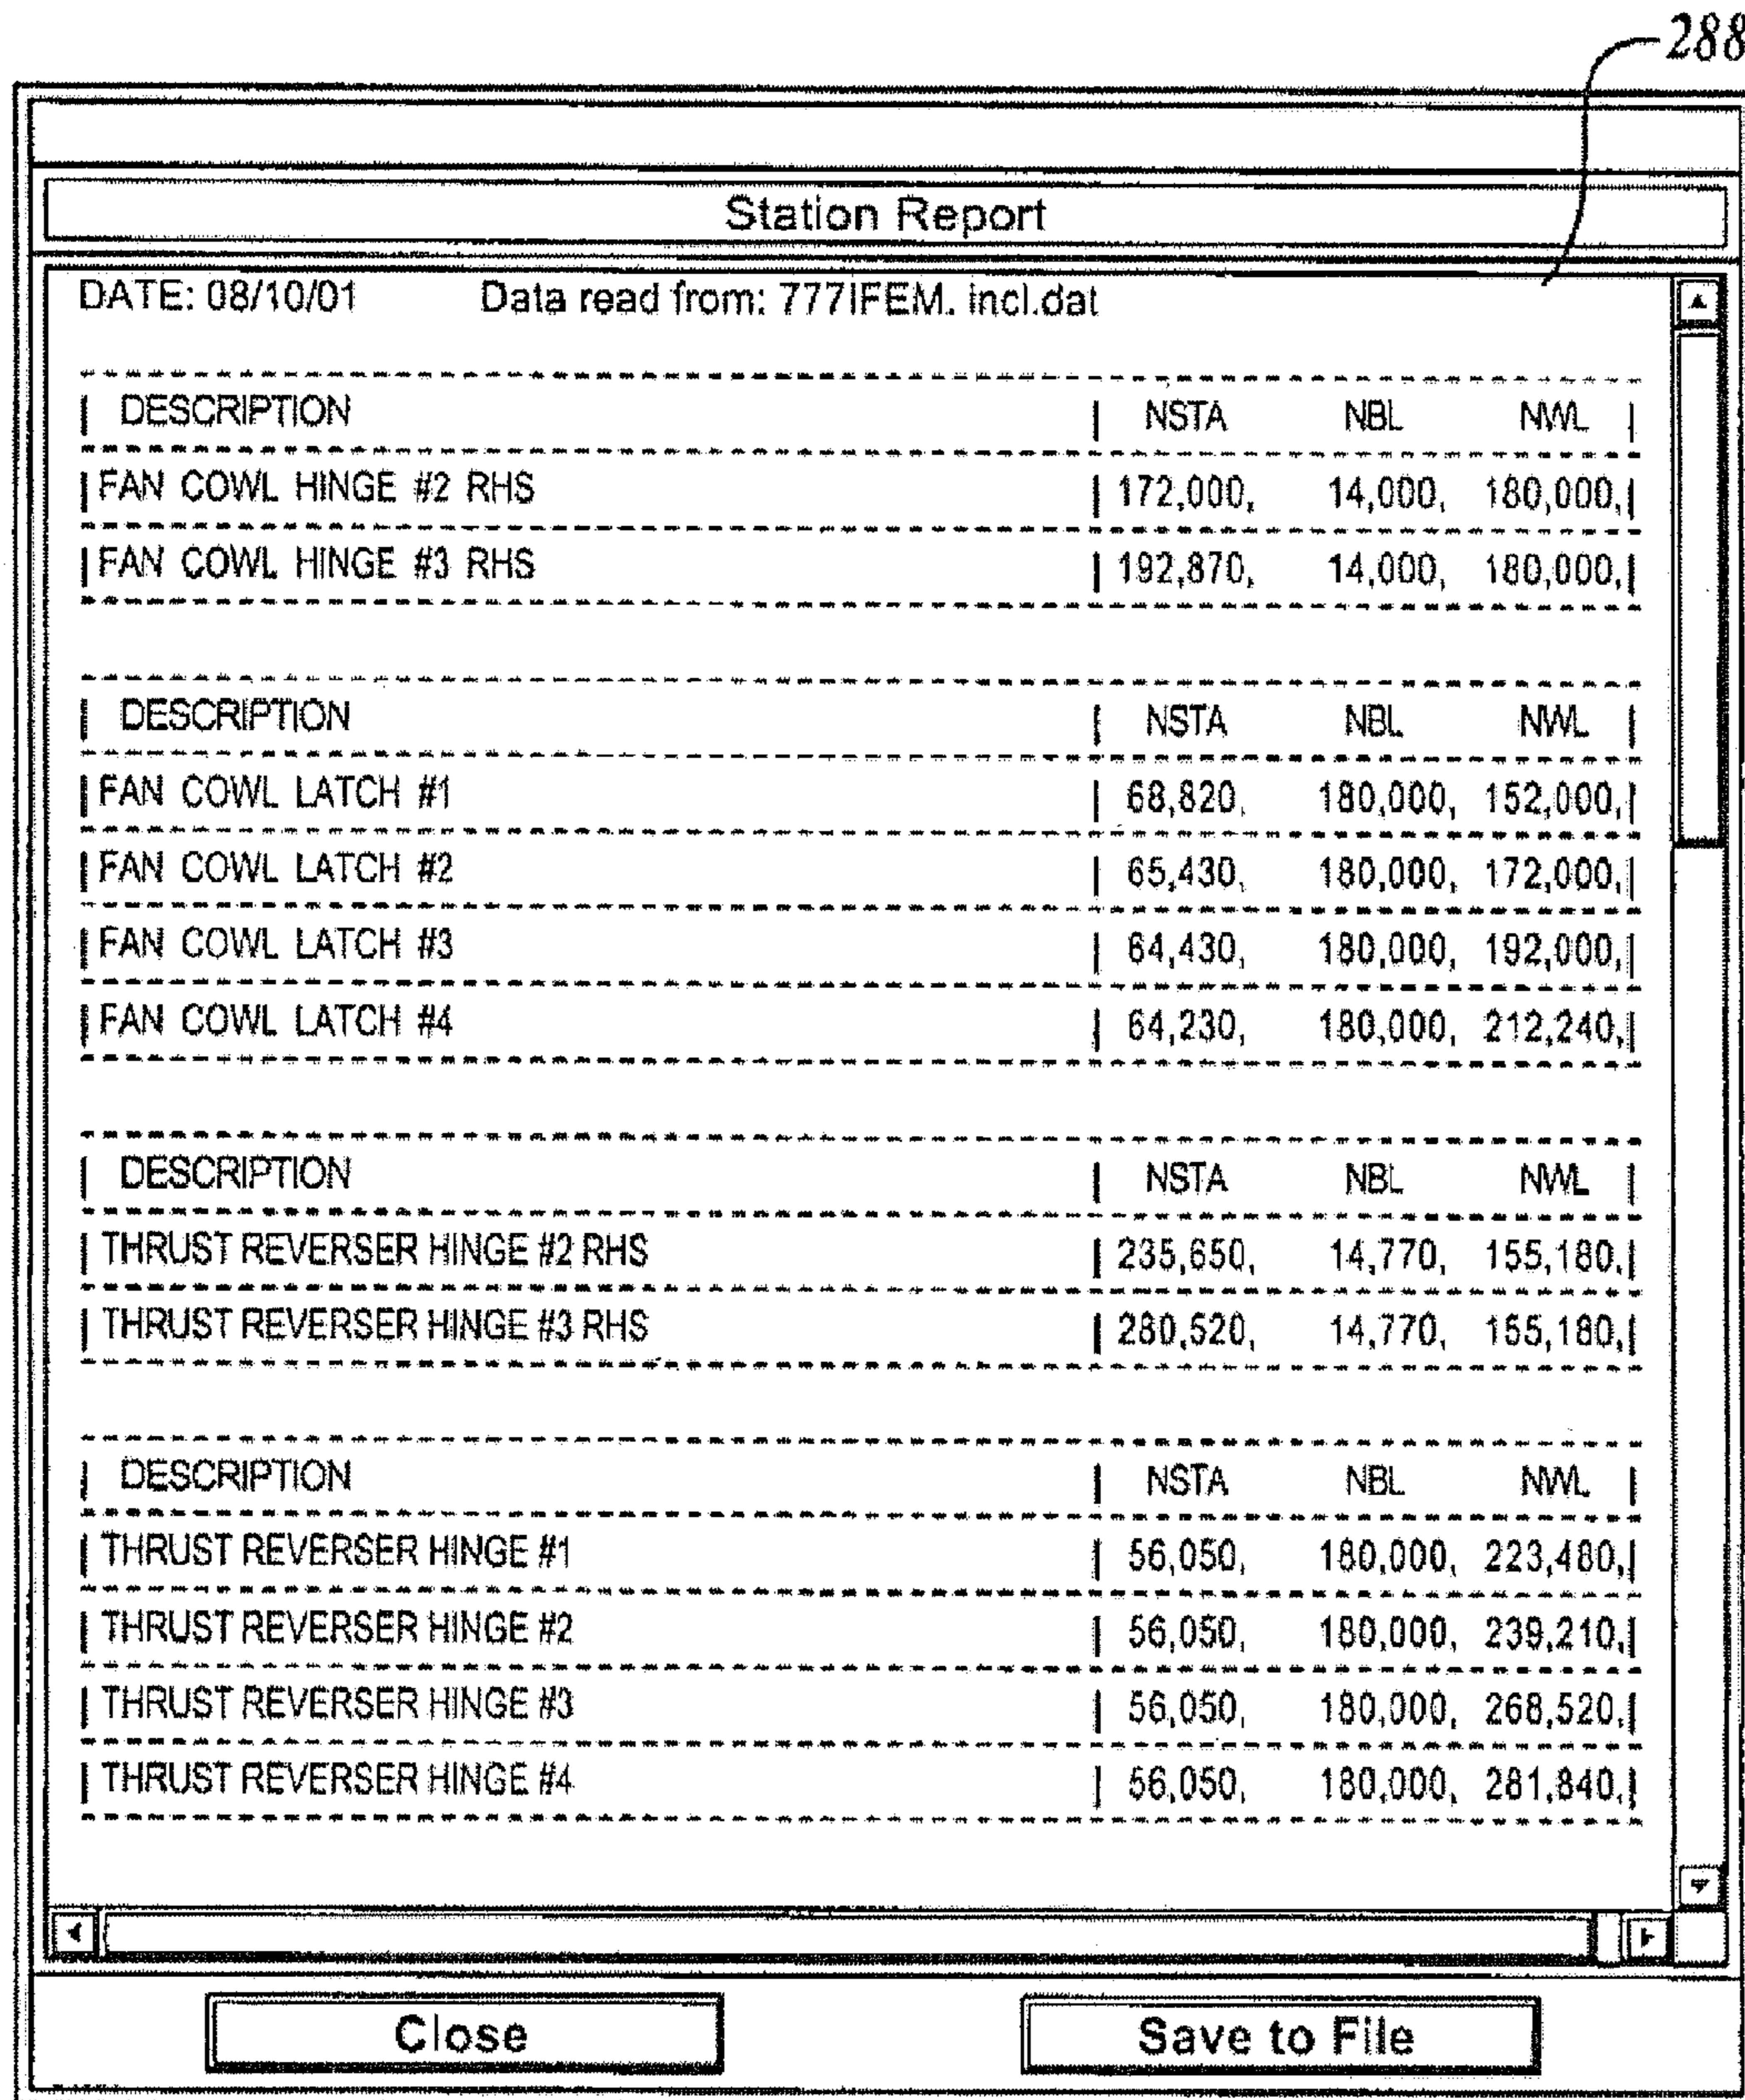 288
Station Report
DATE: 08/10/01 Data read from: 777IFEM. incl.dat
| DESCRIPTION | NSTA NBL NWL |
| FAN COWL HINGE #2 RHS | 172,000, 14,000, 180,000, |
| FAN COWL HINGE #3 RHS | 192,870, 14,000, 180,000, |
| DESCRIPTION | NSTA NBL NWL |
| FAN COWL LATCH #1 | 68,820, 180,000, 152,000, |
| FAN COWL LATCH #2 | 65,430, 180,000, 172,000, |
| FAN COWL LATCH #3 | 64,430, 180,000, 192,000, |
| FAN COWL LATCH #4 | 64,230, 180,000, 212,240, |
| DESCRIPTION | NSTA NBL NWL |
| THRUST REVERSER HINGE #2 RHS | 235,650, 14,770, 155,180, |
| THRUST REVERSER HINGE #3 RHS | 280,520, 14,770, 155,180, |
| DESCRIPTION | NSTA NBL NWL |
| THRUST REVERSER HINGE #1 | 56,050, 180,000, 223,480, |
| THRUST REVERSER HINGE #2 | 56,050, 180,000, 239,210, |
| THRUST REVERSER HINGE #3 | 56,050, 180,000, 268,520, |
| THRUST REVERSER HINGE #4 | 56,050, 180,000, 281,840, |
Close Save to File